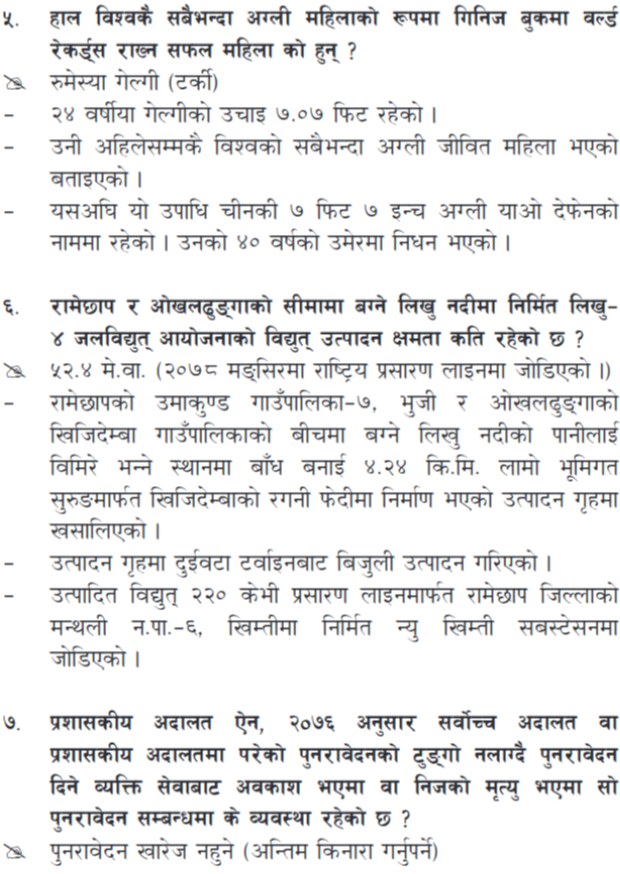 ५. हाल विश्वकै सबैभन्दा अग्ली महिलाको रूपमा गिनिज बुकमा वर्ल्ड
रेकर्ड्स राख्न सफल महिला को हुन् ?
रुमेस्या गेल्गी (टर्की)
- २४ वर्षीया गेल्गीको उचाइ ७.०७ फिट रहेको ।
- उनी अहिलेसम्मकै विश्वको सबैभन्दा अग्ली जीवित महिला भएको
बताइएको ।
- यसअघि यो उपाधि चीनकी ७ फिट ७ इन्च अग्ली याओ देफेनको
नाममा रहेको । उनको ४० वर्षको उमेरमा निधन भएको ।
६. रामेछाप र ओखलढुङ्गाको सीमामा बग्ने लिखु नदीमा निर्मित लिखु-
४ जलविद्युत् आयोजनाको विद्युत् उत्पादन क्षमता कति रहेको छ ?
५२.४ मे.वा. (२०७८ मङ्सिरमा राष्ट्रिय प्रसारण लाइनमा जोडिएको ।)
- रामेछापको उमाकुण्ड गाउँपालिका-७, भुजी र ओखलढुङ्गाको
खिजिदेम्बा गाउँपालिकाको बीचमा बग्ने लिखु नदीको पानीलाई
विमिरे भन्ने स्थानमा बाँध बनाई ४.२४ कि.मि. लामो भूमिगत
सुरुङमार्फत खिजिदेम्बाको रगनी फेदीमा निर्माण भएको उत्पादन गृहमा
खसालिएको ।
- उत्पादन गृहमा दुईवटा टर्वाइनबाट बिजुली उत्पादन गरिएको ।
- उत्पादित विद्युत् २२० केभी प्रसारण लाइनमार्फत रामेछाप जिल्लाको
मन्थली न.पा.-६, खिम्तीमा निर्मित न्यु खिम्ती सबस्टेसनमा
जोडिएको ।
७. प्रशासकीय अदालत ऐन, २०७६ अनुसार सर्वोच्च अदालत वा
प्रशासकीय अदालतमा परेको पुनरावेदनको टुङ्गो नलाग्दै पुनरावेदन
दिने व्यक्ति सेवाबाट अवकाश भएमा वा निजको मृत्यु भएमा सो
पुनरावेदन सम्बन्धमा के व्यवस्था रहेको छ ?
पुनरावेदन खारेज नहुने (अन्तिम किनारा गर्नुपर्ने)